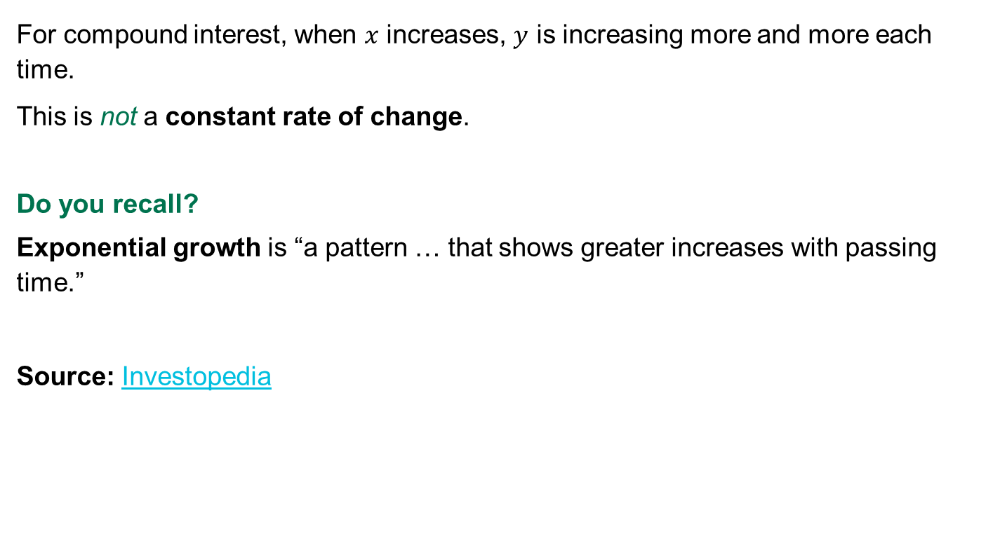 For compound interest, when 𝑥 increases, 𝑦 is increasing more and more each
time.
This is not a constant rate of change.
Do you recall?
Exponential growth is “a pattern … that shows greater increases with passing
time.”
Source: Investopedia